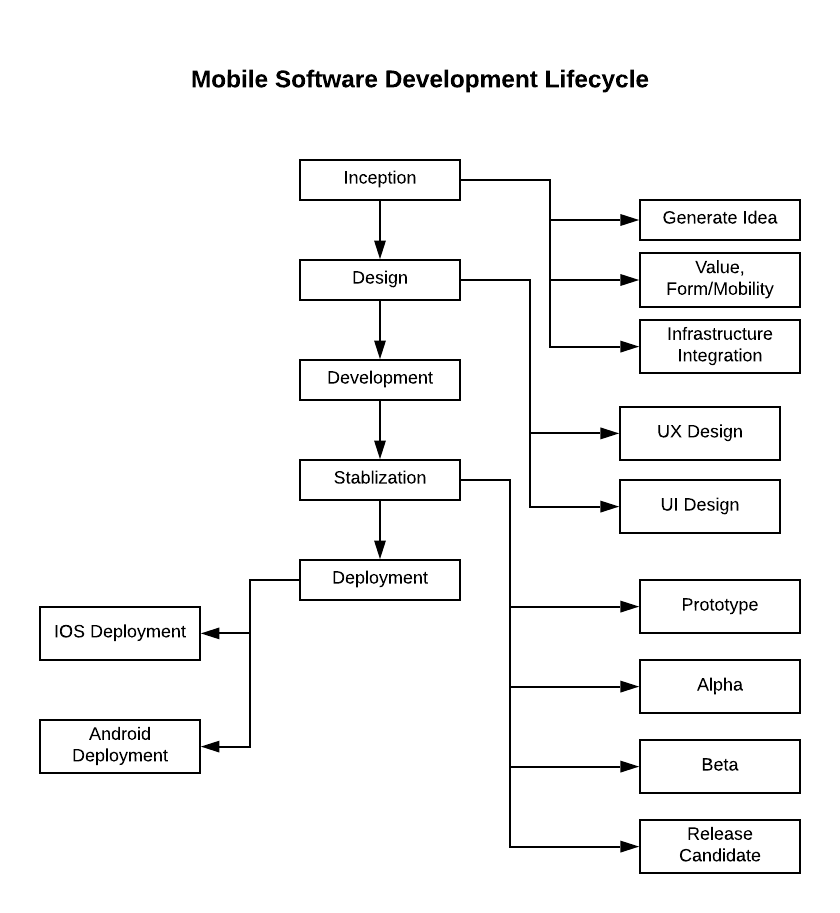 Mobile Software Development Lifecycle
Inception
Generate Idea
Value,
Form/Mobility
Design
Infrastructure
Integration
Development
UX Design
Stablization
UI Design
Deployment
Prototype
IOS Deployment
Alpha
Android
Deployment
Beta
Release
Candidate